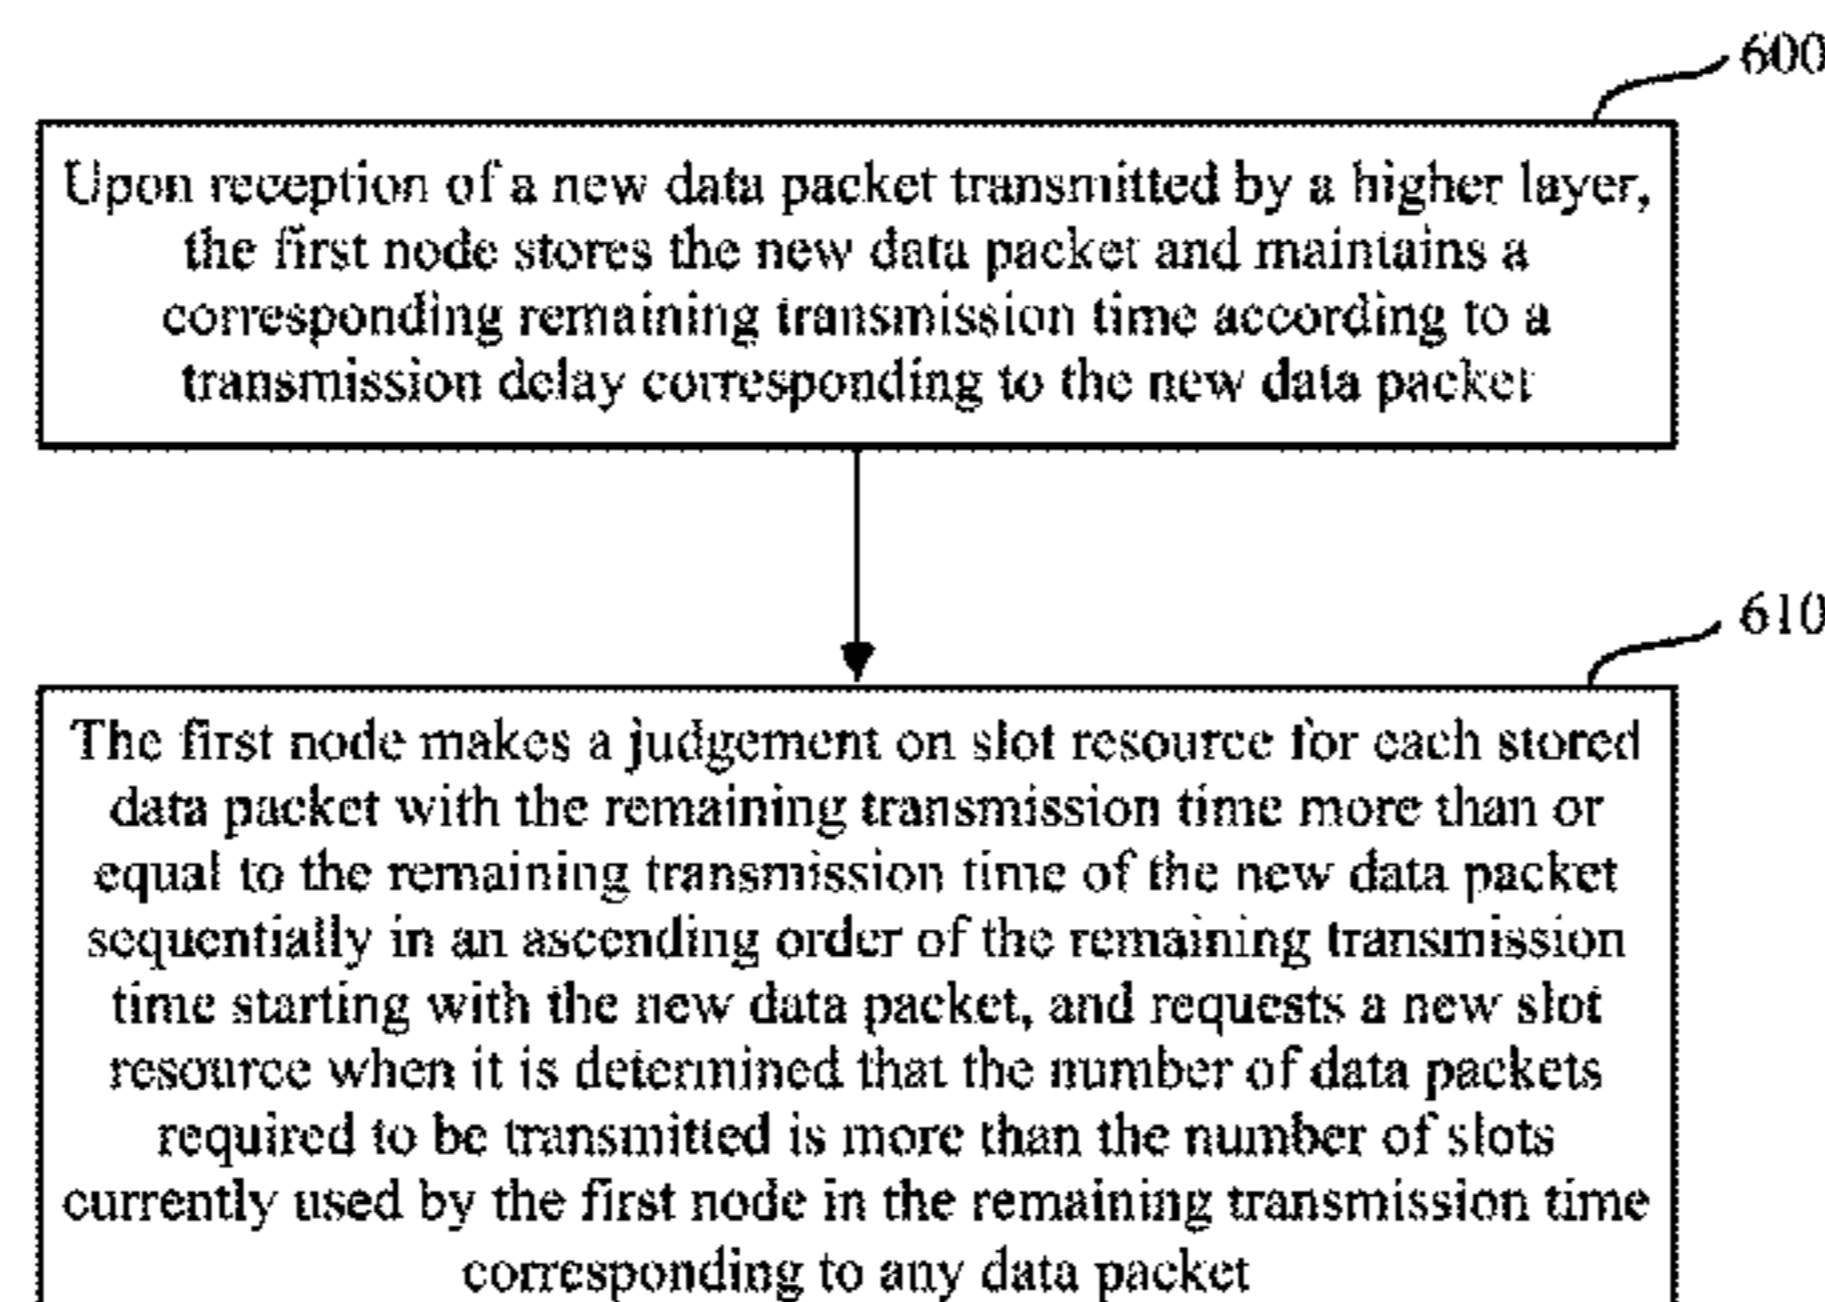 600
Upon reception of a new data packet transmitted by a higher layer,
the first node stores the new data packet and maintains a
corresponding remaining transmission time according to a
transmission delay corresponding to the new data packet
610
The first node makes a judgement on slot resource for each stored
data packet with the remaining transmission time more than or
equal to the remaining transmission time of the new data packet
sequentially in an ascending order of the remaining transmission
time starting with the new data packet, and requests a new slot
resource when it is determined that the number of data packets
required to be transmitted is more than the number of slots
currently used by the first node in the remaining transmission time
corresponding to any data packet